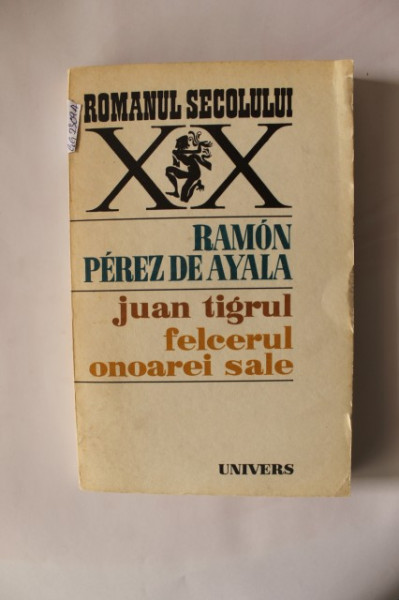 ROMANUL SECOLULUI
XX
RAMÓN
PÉREZ DE AYALA
juan tigrul
felcerul
onoarei sale
UNIVERS